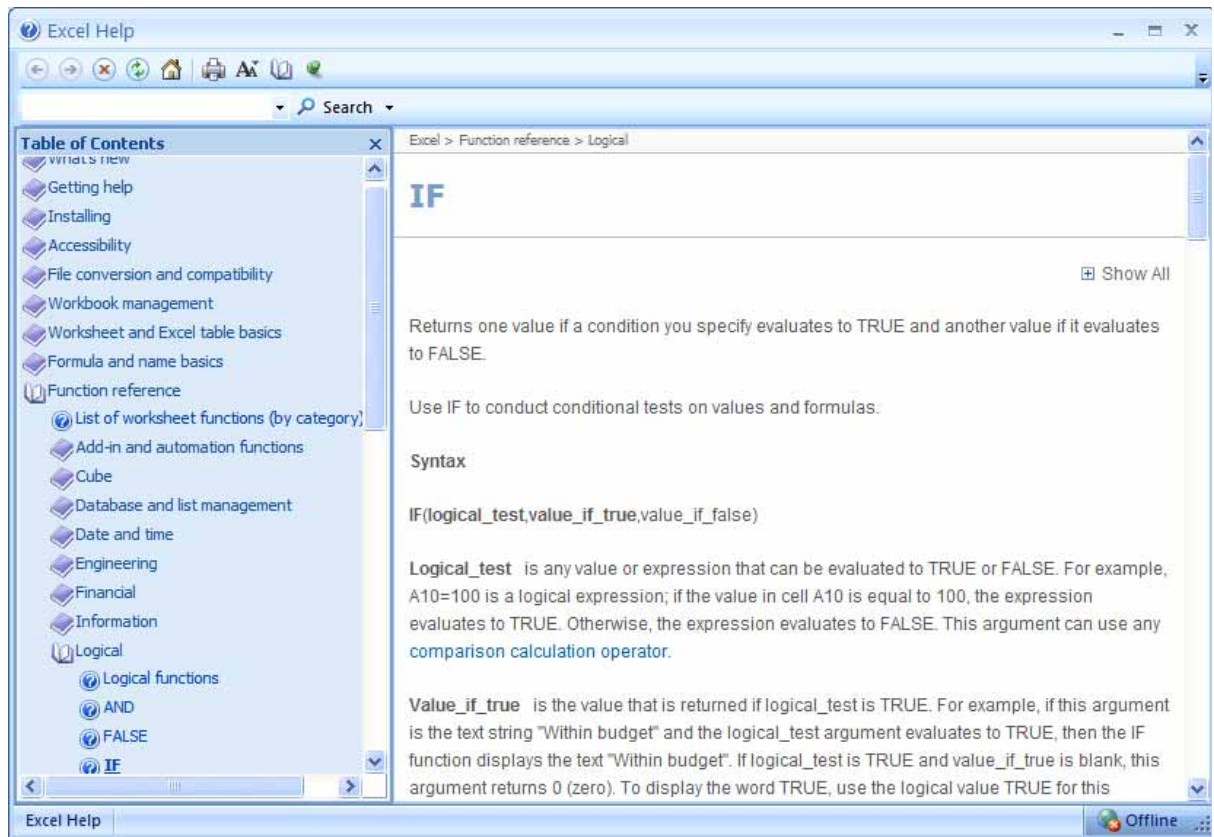 Excel Help
Search
Table of Contents
What's new
Getting help
Installing
Accessibility
File conversion and compatibility
Workbook management
Worksheet and Excel table basics
Formula and name basics
Function reference
List of worksheet functions (by category)
Add-in and automation functions
Cube
Database and list management
Date and time
Engineering
Financial
Information
Logical
Logical functions
AND
FALSE
IF
Excel > Function reference > Logical
IF
Show All
Returns one value if a condition you specify evaluates to TRUE and another value if it evaluates
to FALSE.
Use IF to conduct conditional tests on values and formulas.
Syntax
IF(logical_test,value_if_true,value_if_false)
Logical_test is any value or expression that can be evaluated to TRUE or FALSE. For example,
A10=100 is a logical expression; if the value in cell A10 is equal to 100, the expression
evaluates to TRUE. Otherwise, the expression evaluates to FALSE. This argument can use any
comparison calculation operator.
Value_if_true is the value that is returned if logical_test is TRUE. For example, if this argument
is the text string "Within budget" and the logical_test argument evaluates to TRUE, then the IF
function displays the text "Within budget". If logical_test is TRUE and value_if_true is blank, this
argument returns 0 (zero). To display the word TRUE, use the logical value TRUE for this
Excel Help
Offline